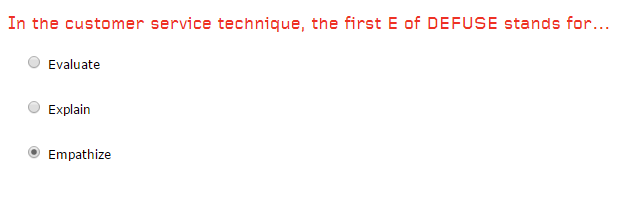 In the customer service technique, the first E of DEFUSE stands for...
Evaluate
Explain
Empathize